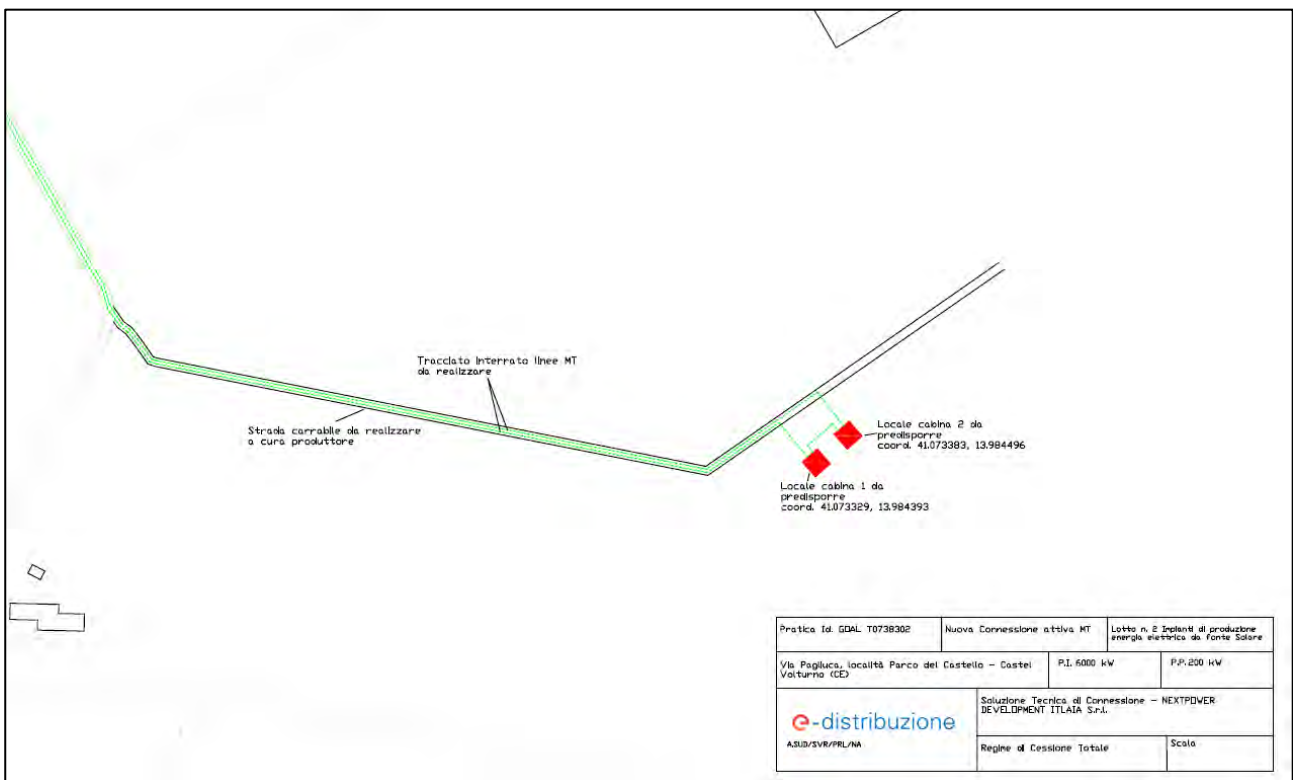 Tracciato interrato linee MT
da realizzare
Strada carrabile da realizzare
a cura produttore
Locale cabina 2 da
predisporre
coord. 41.073383, 13.984496
Locale cabina 1 da
predisporre
coord. 41.073329, 13.984393
Pratica Id. GOAL T0738302
Nuova Connessione attiva MT
Lotto n. 2 Impianti di produzione
energia elettrica da fonte Solare
Via Pagliuca, località Parco del Castello - Castel
Volturno (CE)
P.I. 6000 kW
P.P. 200 kW
e-distribuzione
A.SUD/SVR/PRL/NA
Soluzione Tecnica di Connessione - NEXTPOWER
DEVELOPMENT ITLAIA S.r.l.
Regime di Cessione Totale
Scala